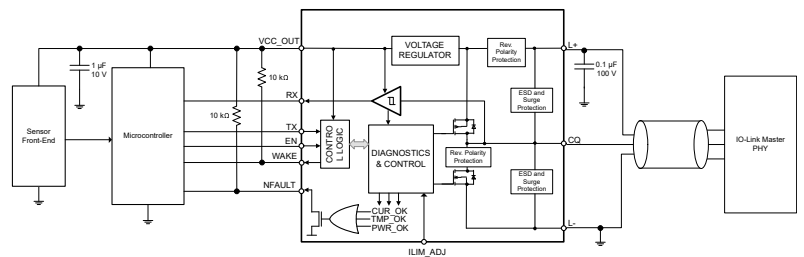 VCC_OUT
VOLTAGE
REGULATOR
Rev.
Polarity
Protection
L+
1 µF
10 V
10 kΩ
0.1 µF
100 V
RX
10 kΩ
ESD and
Surge
Protection
Sensor
Front-End
Microcontroller
TX
EN
WAKE
CONTRO
L LOGIC
DIAGNOSTICS
& CONTROL
Rev. Polarity
Protection
CQ
IO-Link Master
PHY
NFAULT
ESD and
Surge
Protection
CUR_OK
TMP_OK
PWR_OK
L-
ILIM_ADJ